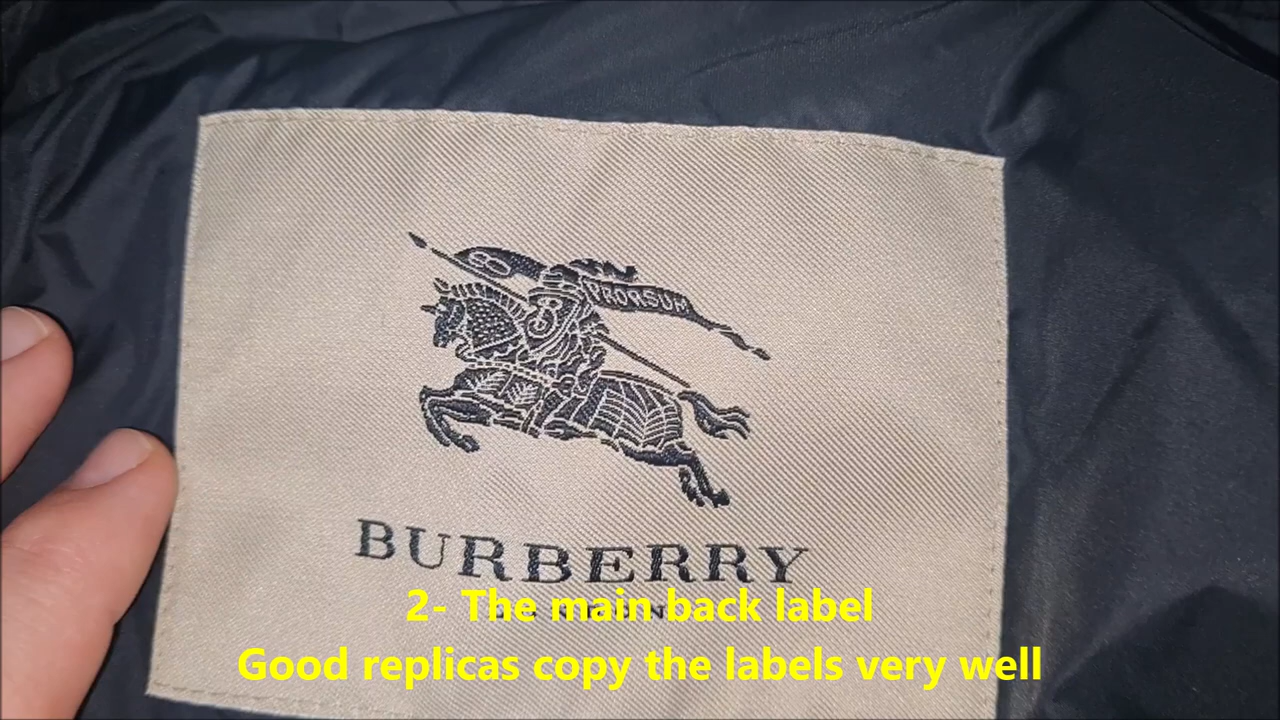 PRORSUM
BURBERRY
2- The main back label
Good replicas copy the labels very well